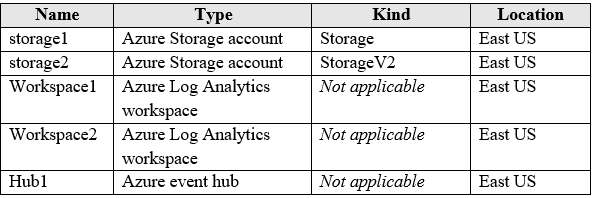 Name Type Kind Location
storage1 Azure Storage account Storage East US
storage2 Azure Storage account StorageV2 East US
Workspace1 Azure Log Analytics Not applicable East US
workspace
Workspace2 Azure Log Analytics Not applicable East US
workspace
Hub1 Azure event hub Not applicable East US